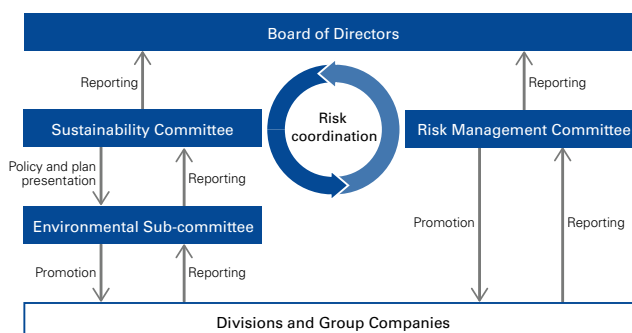 Board of Directors
Reporting
Reporting
Risk
coordination
Sustainability Committee
Risk Management Committee
Policy and plan
presentation
Reporting
Environmental Sub-committee
Promotion
Reporting
Promotion
Reporting
Divisions and Group Companies